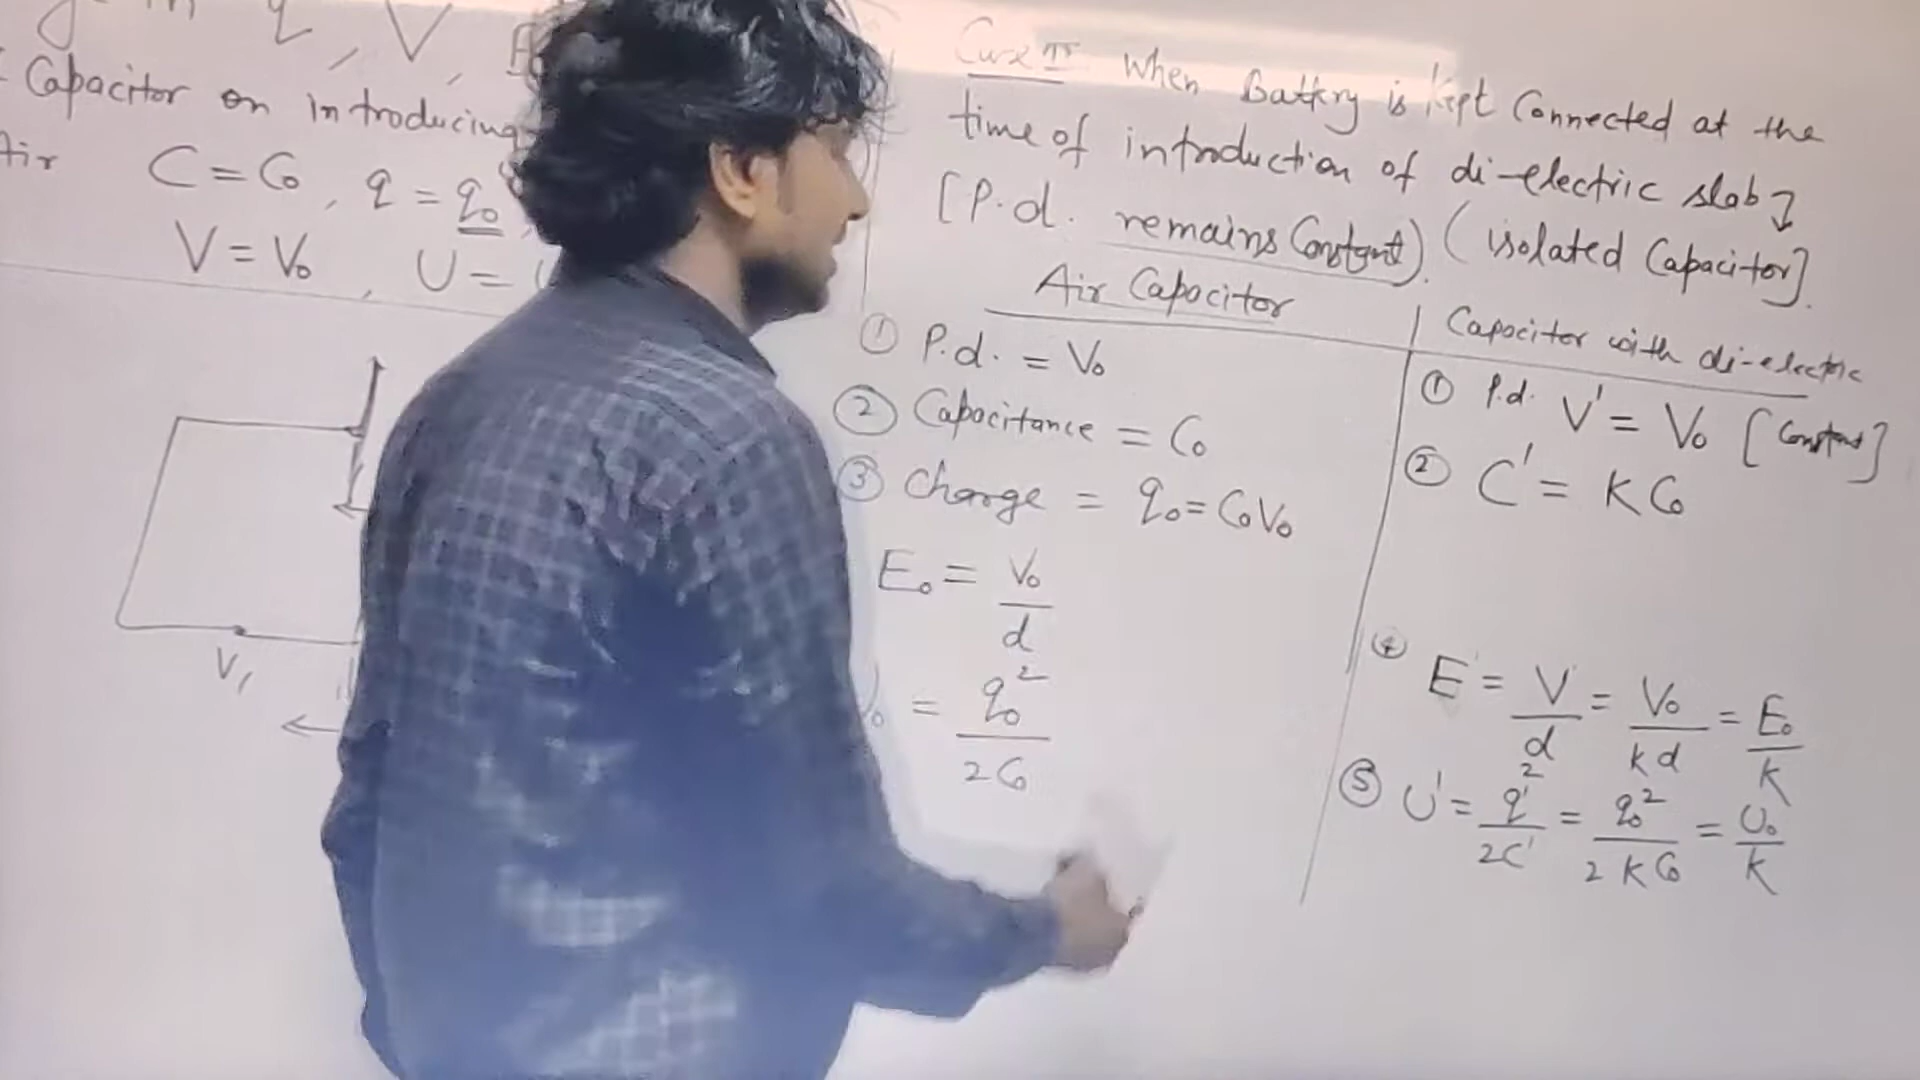 in q, V,
Capacitor on introducing
Air C = C₀, q = q₀
V = V₀, U =
V₁
Case II When Battery is kept Connected at the
time of introduction of di-electric slab]
[P.d. remains Constant) (isolated Capacitor].
Air Capacitor
① P.d. = V₀
② Capacitance = C₀
③ Charge = q₀ = C₀V₀
E₀ = V₀/d
₀ = q₀²/2C₀
Capacitor with di-electric
① P.d. V' = V₀ [Constant]
② C' = KC₀
④ E' = V/d = V₀/Kd = E₀/K
⑤ U' = q'²/2C' = q₀²/2KC₀ = U₀/K